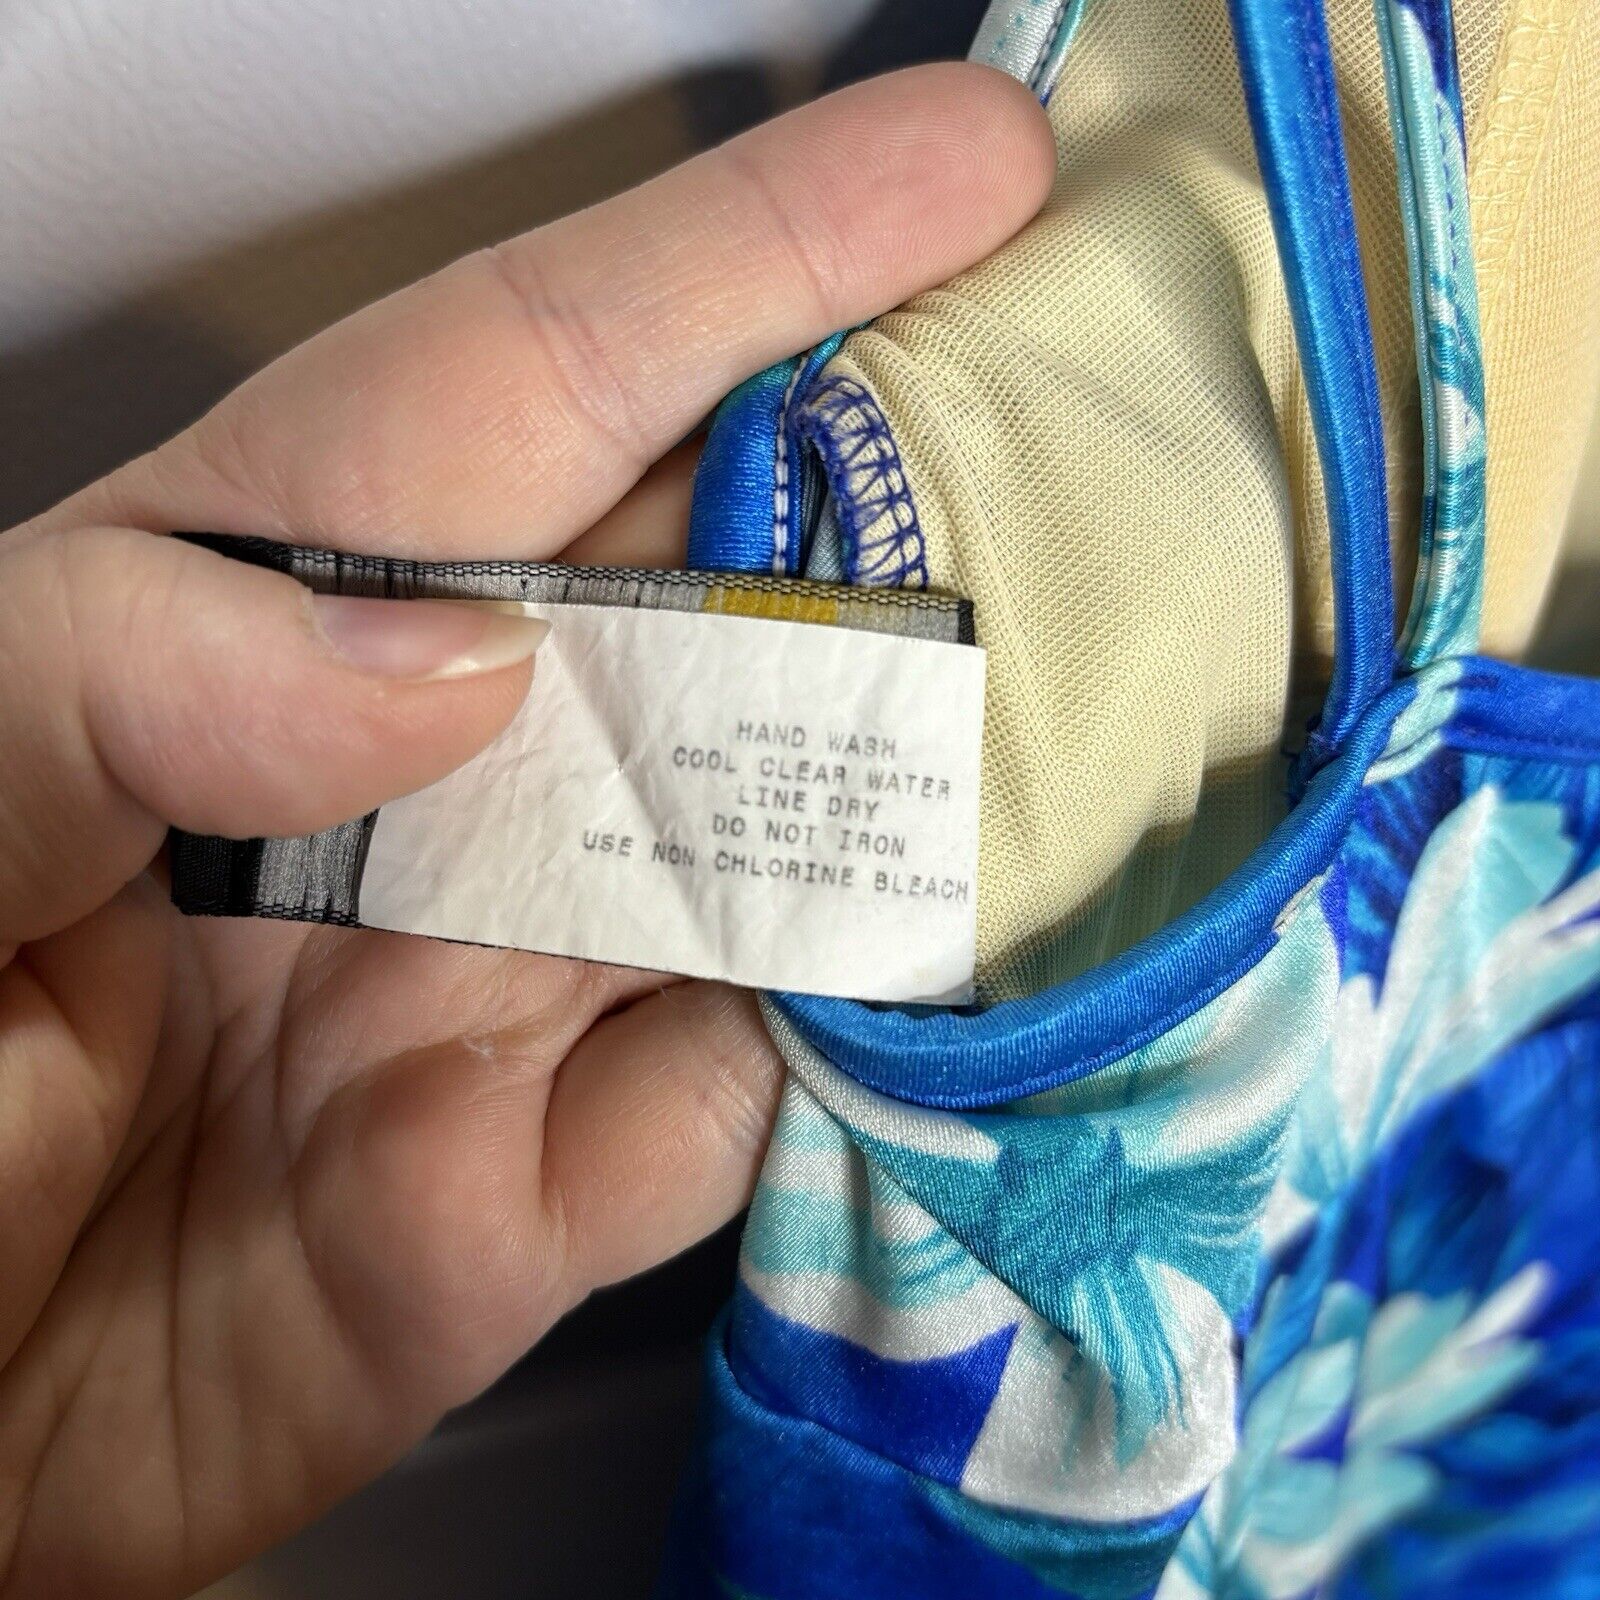 HAND WASH
COOL CLEAR WATER
LINE DRY
DO NOT IRON
USE NON CHLORINE BLEACH